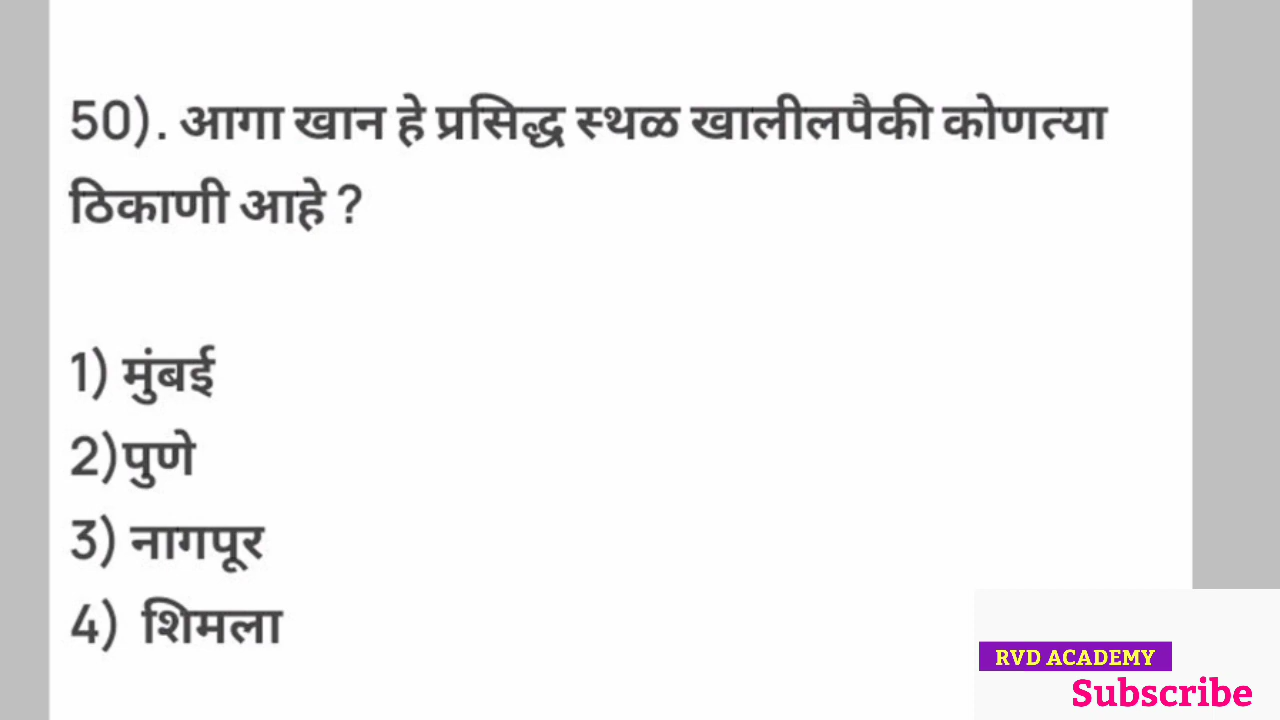 50). आगा खान हे प्रसिद्ध स्थळ खालीलपैकी कोणत्या
ठिकाणी आहे ?
1) मुंबई
2)पुणे
3) नागपूर
4) शिमला
RVD ACADEMY
Subscribe